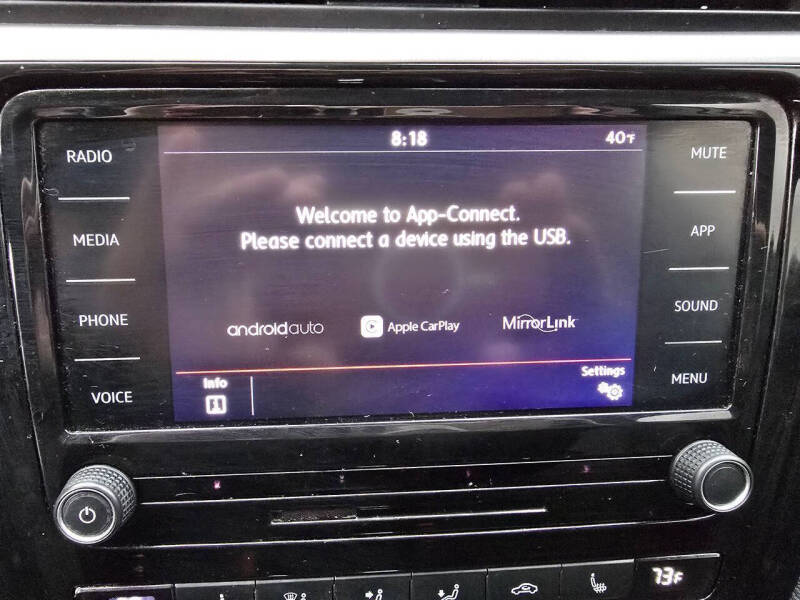 8:18
40°F
RADIO
MUTE
Welcome to App-Connect.
Please connect a device using the USB.
MEDIA
APP
PHONE
SOUND
androidauto
Apple CarPlay
MirrorLink
VOICE
Info
Settings
MENU
73°F